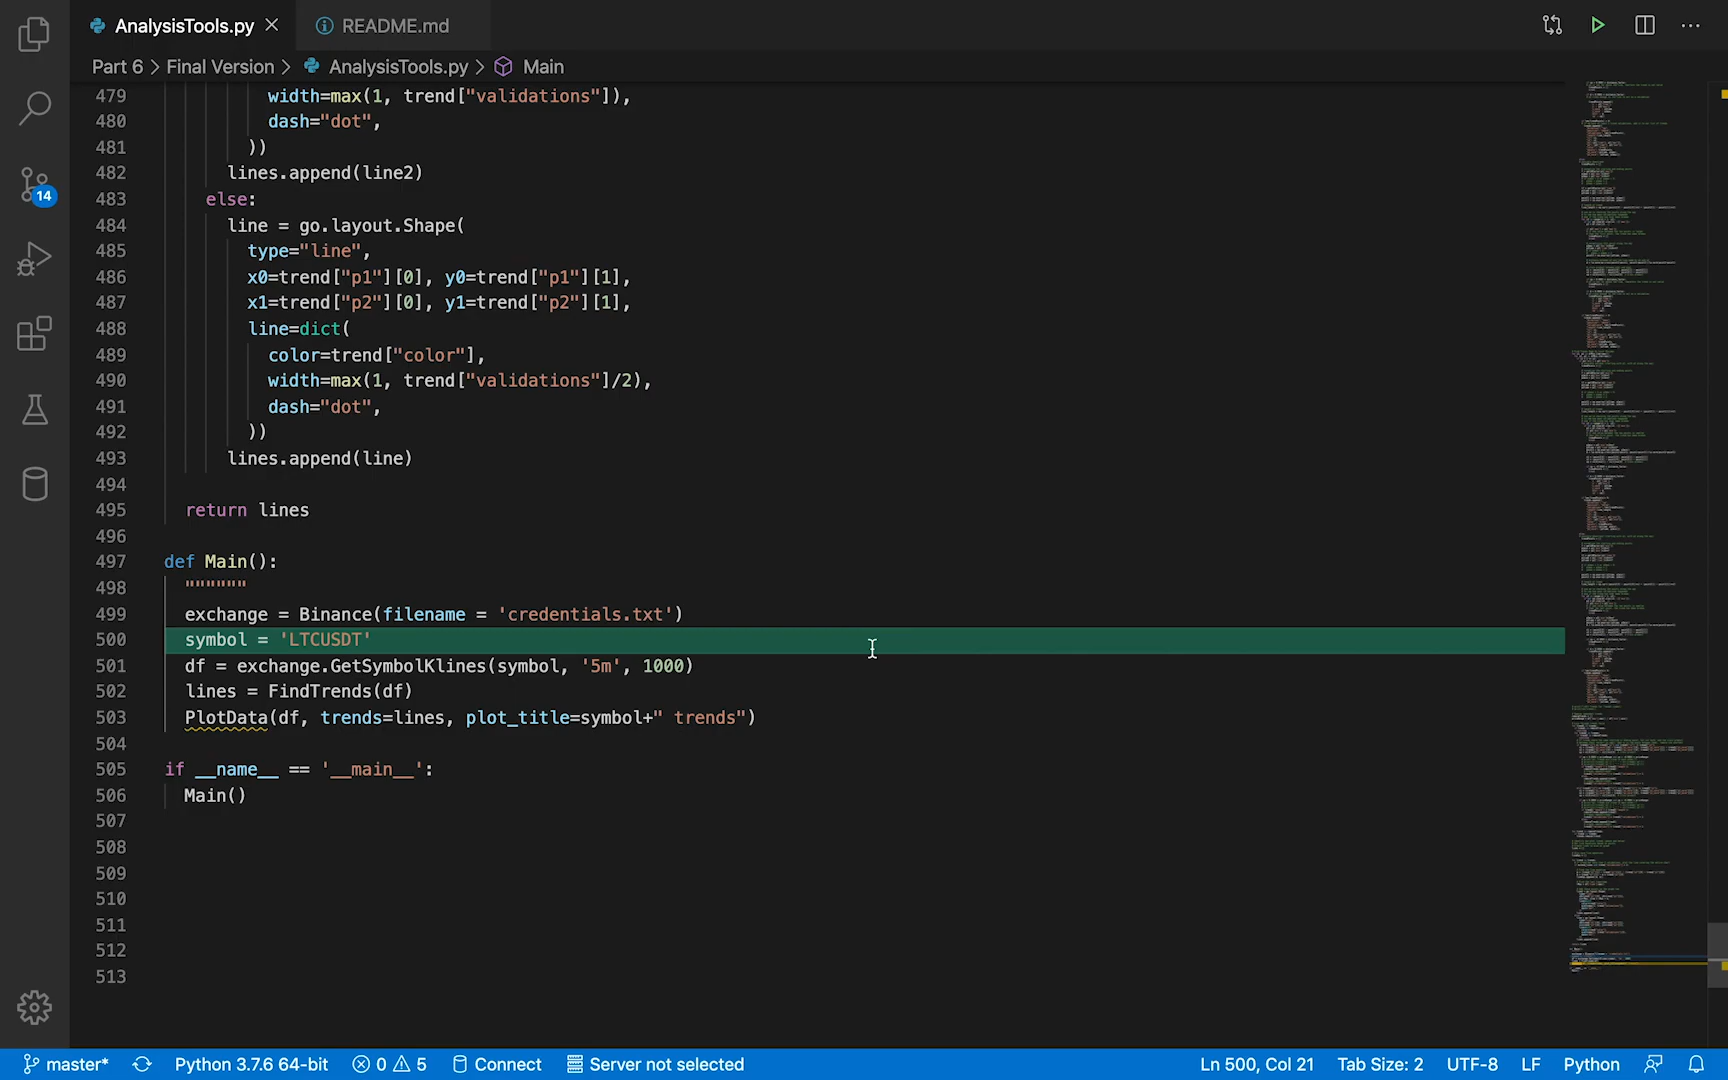 AnalysisTools.py
README.md
Part 6 > Final Version > AnalysisTools.py > Main
479 width=max(1, trend["validations"]),
480 dash="dot",
481 ))
482 lines.append(line2)
483 else:
484 line = go.layout.Shape(
485 type="line",
486 x0=trend["p1"][0], y0=trend["p1"][1],
487 x1=trend["p2"][0], y1=trend["p2"][1],
488 line=dict(
489 color=trend["color"],
490 width=max(1, trend["validations"]/2),
491 dash="dot",
492 ))
493 lines.append(line)
494
495 return lines
496
497 def Main():
498 """"""
499 exchange = Binance(filename = 'credentials.txt')
500 symbol = 'LTCUSDT'
501 df = exchange.GetSymbolKlines(symbol, '5m', 1000)
502 lines = FindTrends(df)
503 PlotData(df, trends=lines, plot_title=symbol+" trends")
504
505 if __name__ == '__main__':
506 Main()
507
508
509
510
511
512
513
14
master* Python 3.7.6 64-bit 0 5 Connect Server not selected Ln 500, Col 21 Tab Size: 2 UTF-8 LF Python